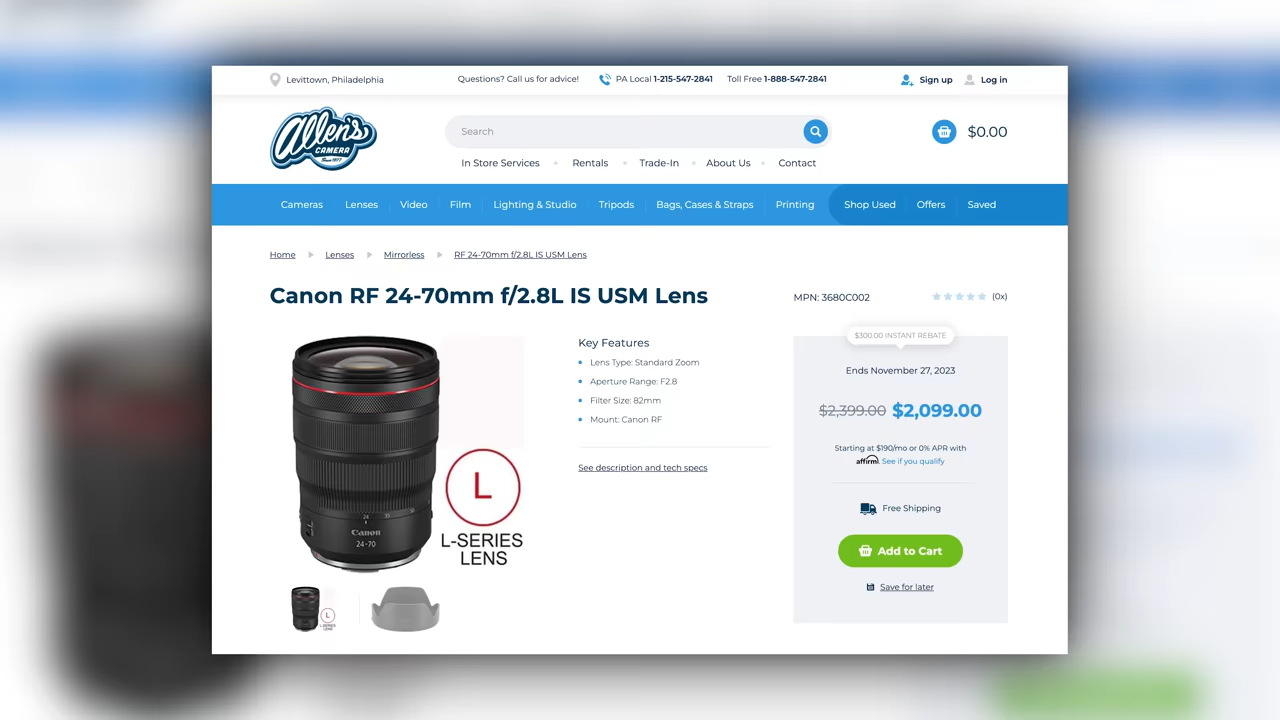 Levittown, Philadelphia
Questions? Call us for advice!
PA Local 1-215-547-2841
Toll Free 1-888-547-2841
Sign up
Log in
Allen's
CAMERA
Since 1977
Search
$0.00
In Store Services
Rentals
Trade-In
About Us
Contact
Cameras
Lenses
Video
Film
Lighting & Studio
Tripods
Bags, Cases & Straps
Printing
Shop Used
Offers
Saved
Home
Lenses
Mirrorless
RF 24-70mm f/2.8L IS USM Lens
Canon RF 24-70mm f/2.8L IS USM Lens
MPN: 3680C002
(0x)
24 35 50
Canon
24-70
L
L-SERIES
LENS
L
L-SERIES
LENS
Key Features
Lens Type: Standard Zoom
Aperture Range: F2.8
Filter Size: 82mm
Mount: Canon RF
See description and tech specs
$300.00 INSTANT REBATE
Ends November 27, 2023
$2,399.00 $2,099.00
Starting at $190/mo or 0% APR with
affirm. See if you qualify
Free Shipping
Add to Cart
Save for later